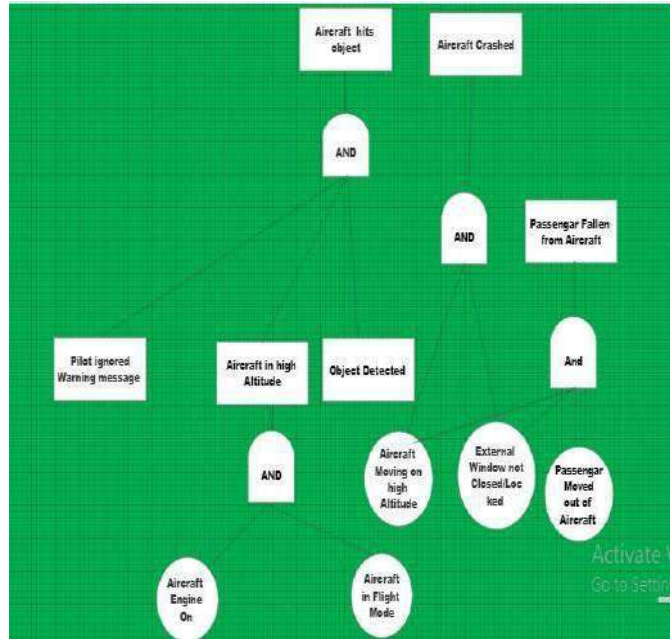 Aircraft hits
object
Aircraft Crashed
AND
AND
Passengar Fallen
from Aircraft
Pilot ignored
Warning message
Aircraft in high
Altitude
Object Detected
And
AND
Aircraft
Moving on
high
Altitude
External
Window not
Closed/Loc
ked
Passengar
Moved
out of
Aircraft
Aircraft
Engine
On
Aircraft
in Flight
Mode
Activate
Go to